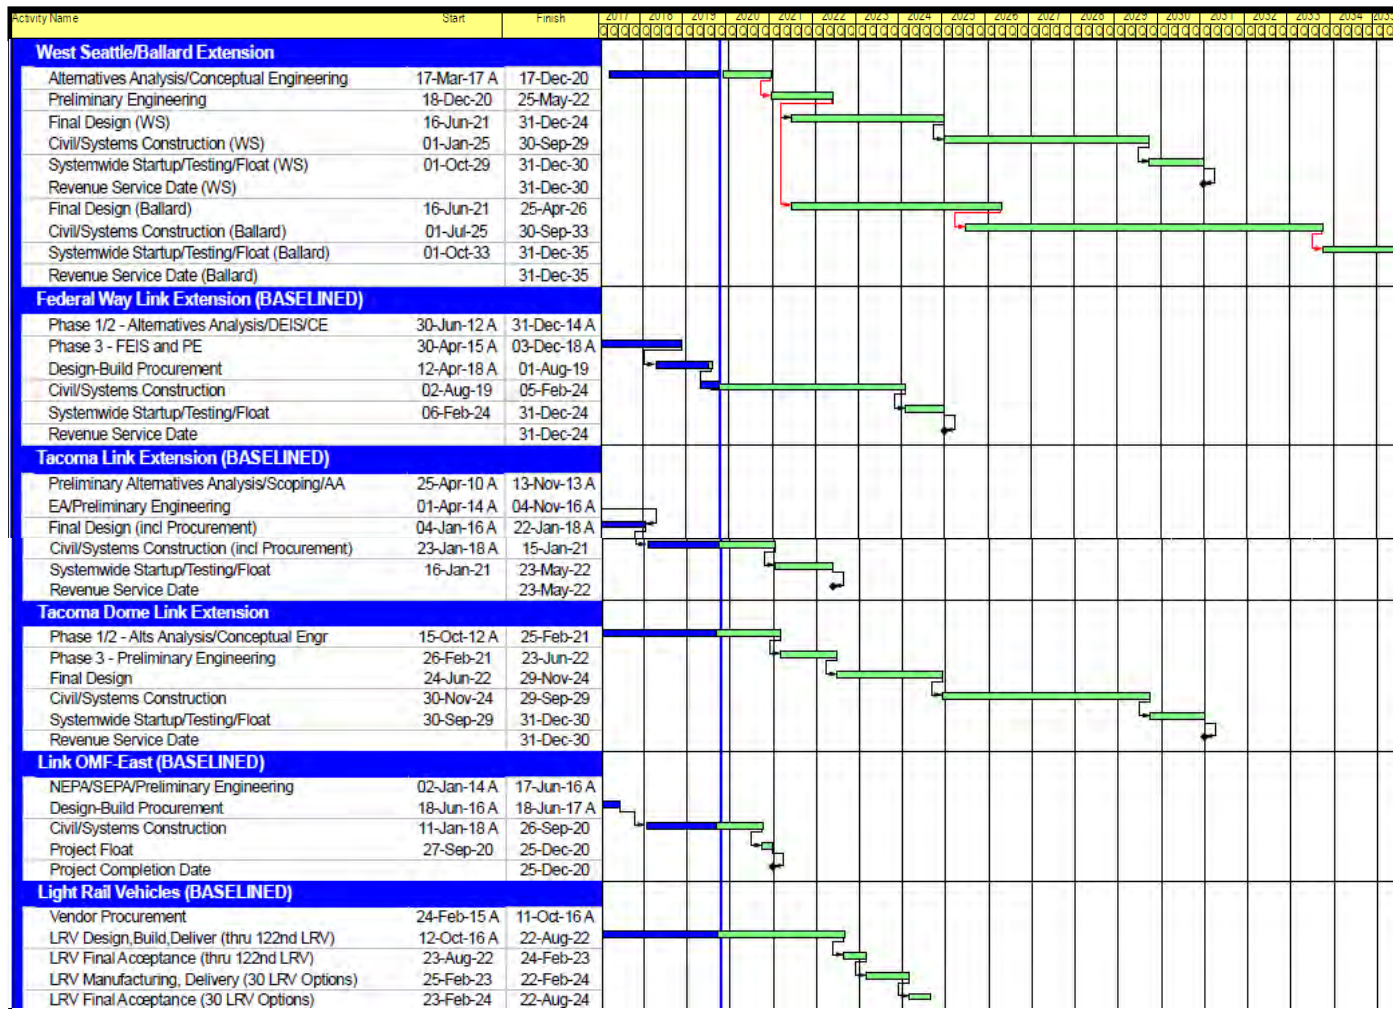 Activity Name Start Finish 2017 2018 2019 2020 2021 2022 2023 2024 2025 2026 2027 2028 2029 2030 2031 2032 2033 2034
West Seattle/Ballard Extension
Alternatives Analysis/Conceptual Engineering 17-Mar-17 A 17-Dec-20
Preliminary Engineering 18-Dec-20 25-May-22
Final Design (WS) 16-Jun-21 31-Dec-24
Civil/Systems Construction (WS) 01-Jan-25 30-Sep-29
Systemwide Startup/Testing/Float (WS) 01-Oct-29 31-Dec-30
Revenue Service Date (WS) 31-Dec-30
Final Design (Ballard) 16-Jun-21 25-Apr-26
Civil/Systems Construction (Ballard) 01-Jul-25 30-Sep-33
Systemwide Startup/Testing/Float (Ballard) 01-Oct-33 31-Dec-35
Revenue Service Date (Ballard) 31-Dec-35
Federal Way Link Extension (BASELINED)
Phase 1/2 - Alternatives Analysis/DEIS/CE 30-Jun-12 A 31-Dec-14 A
Phase 3 - FEIS and PE 30-Apr-15 A 03-Dec-18 A
Design-Build Procurement 12-Apr-18 A 01-Aug-19
Civil/Systems Construction 02-Aug-19 05-Feb-24
Systemwide Startup/Testing/Float 06-Feb-24 31-Dec-24
Revenue Service Date 31-Dec-24
Tacoma Link Extension (BASELINED)
Preliminary Alternatives Analysis/Scoping/AA 25-Apr-10 A 13-Nov-13 A
EA/Preliminary Engineering 01-Apr-14 A 04-Nov-16 A
Final Design (incl Procurement) 04-Jan-16 A 22-Jan-18 A
Civil/Systems Construction (incl Procurement) 23-Jan-18 A 15-Jan-21
Systemwide Startup/Testing/Float 16-Jan-21 23-May-22
Revenue Service Date 23-May-22
Tacoma Dome Link Extension
Phase 1/2 - Alts Analysis/Conceptual Engr 15-Oct-12 A 25-Feb-21
Phase 3 - Preliminary Engineering 26-Feb-21 23-Jun-22
Final Design 24-Jun-22 29-Nov-24
Civil/Systems Construction 30-Nov-24 29-Sep-29
Systemwide Startup/Testing/Float 30-Sep-29 31-Dec-30
Revenue Service Date 31-Dec-30
Link OMF-East (BASELINED)
NEPA/SEPA/Preliminary Engineering 02-Jan-14 A 17-Jun-16 A
Design-Build Procurement 18-Jun-16 A 18-Jun-17 A
Civil/Systems Construction 11-Jan-18 A 26-Sep-20
Project Float 27-Sep-20 25-Dec-20
Project Completion Date 25-Dec-20
Light Rail Vehicles (BASELINED)
Vendor Procurement 24-Feb-15 A 11-Oct-16 A
LRV Design,Build,Deliver (thru 122nd LRV) 12-Oct-16 A 22-Aug-22
LRV Final Acceptance (thru 122nd LRV) 23-Aug-22 24-Feb-23
LRV Manufacturing, Delivery (30 LRV Options) 25-Feb-23 22-Feb-24
LRV Final Acceptance (30 LRV Options) 23-Feb-24 22-Aug-24